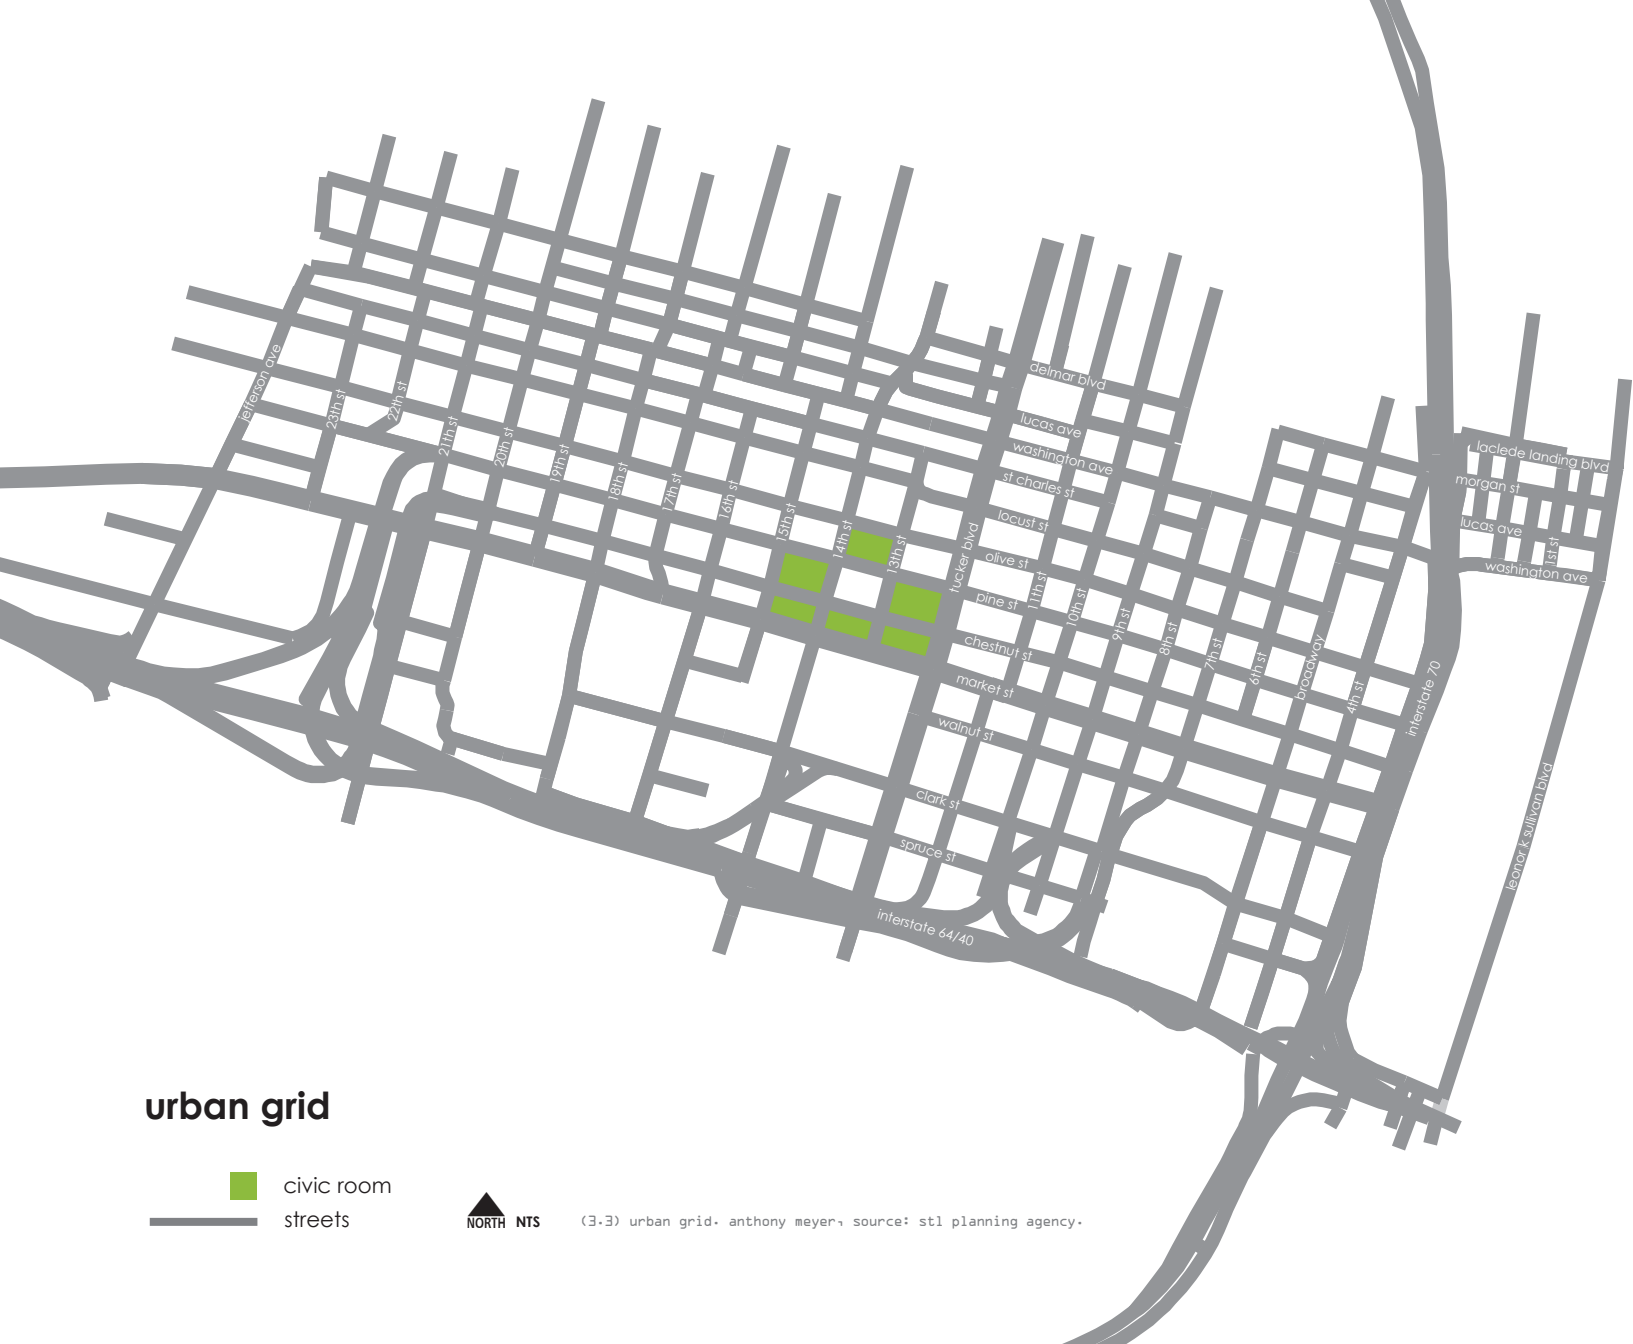 delmar blvd
lucas ave
washington ave
st charles st
locust st
olive st
pine st
chestnut st
market st
walnut st
clark st
spruce st
interstate 64/40
jefferson ave
23th st
22th st
21th st
20th st
19th st
18th st
17th st
16th st
15th st
14th st
13th st
tucker blvd
11th st
10th st
9th st
8th st
7th st
6th st
broadway
4th st
interstate 70
leonor k sullivan blvd
laclede landing blvd
morgan st
lucas ave
1st st
washington ave
urban grid
civic room
streets
NORTH NTS
(3.3) urban grid. anthony meyer, source: stl planning agency.